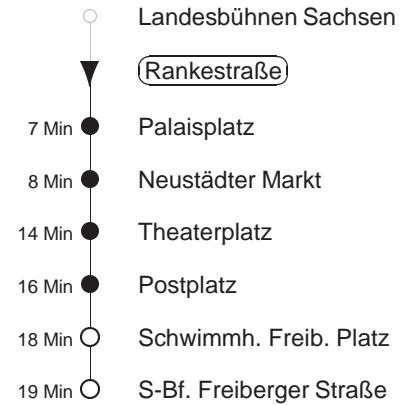 Landesbühnen Sachsen
Rankestraße
7 Min Palaisplatz
8 Min Neustädter Markt
14 Min Theaterplatz
16 Min Postplatz
18 Min Schwimmh. Freib. Platz
19 Min S-Bf. Freiberger Straße